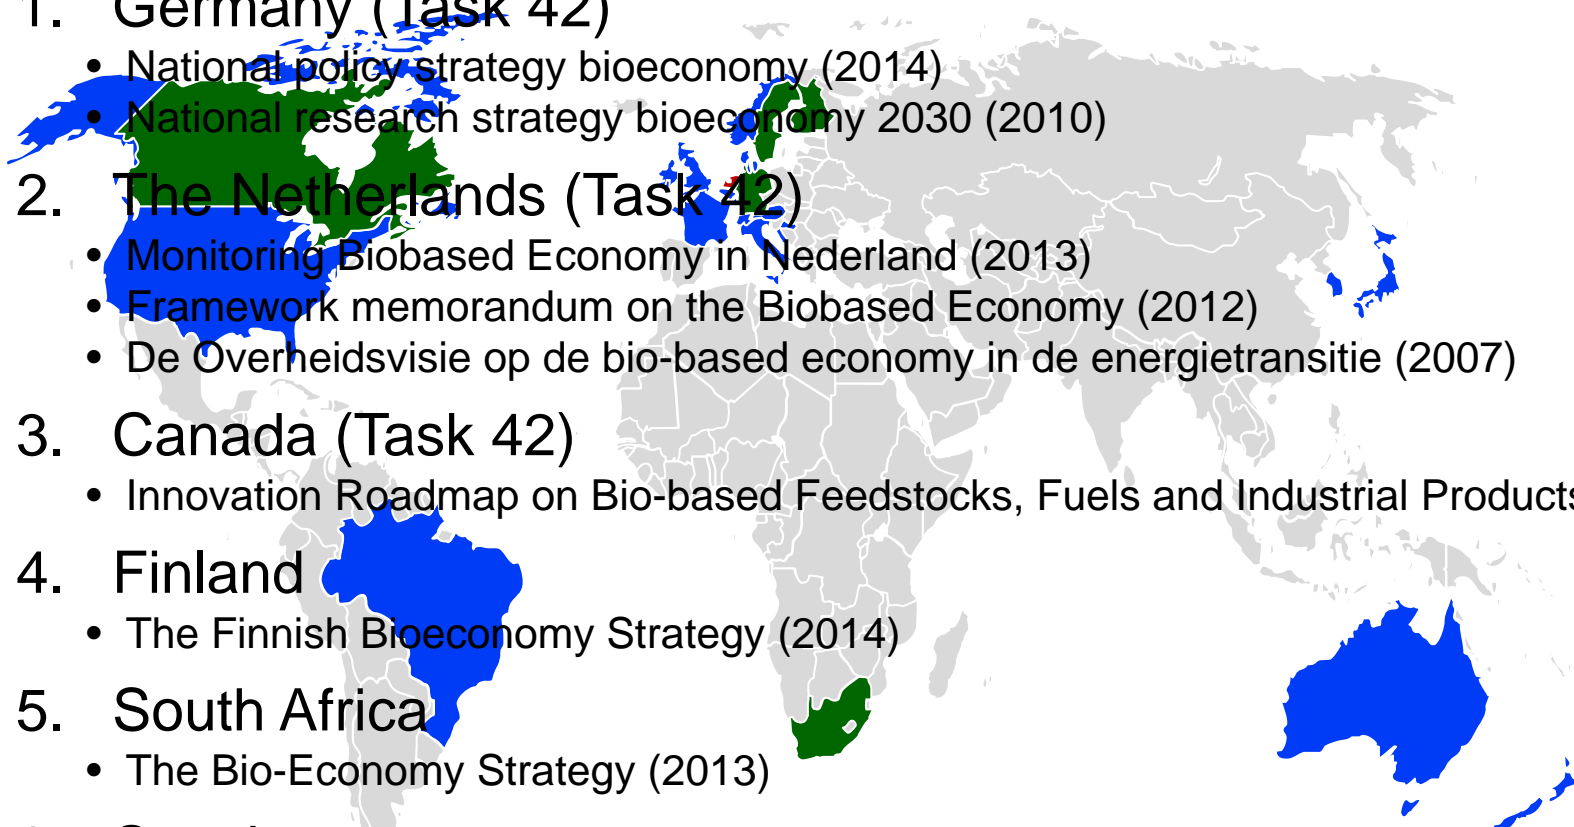 1. Germany (Task 42)
• National policy strategy bioeconomy (2014)
• National research strategy bioeconomy 2030 (2010)
2. The Netherlands (Task 42)
• Monitoring Biobased Economy in Nederland (2013)
• Framework memorandum on the Biobased Economy (2012)
• De Overheidsvisie op de bio-based economy in de energietransitie (2007)
3. Canada (Task 42)
• Innovation Roadmap on Bio-based Feedstocks, Fuels and Industrial Products
4. Finland
• The Finnish Bioeconomy Strategy (2014)
5. South Africa
• The Bio-Economy Strategy (2013)